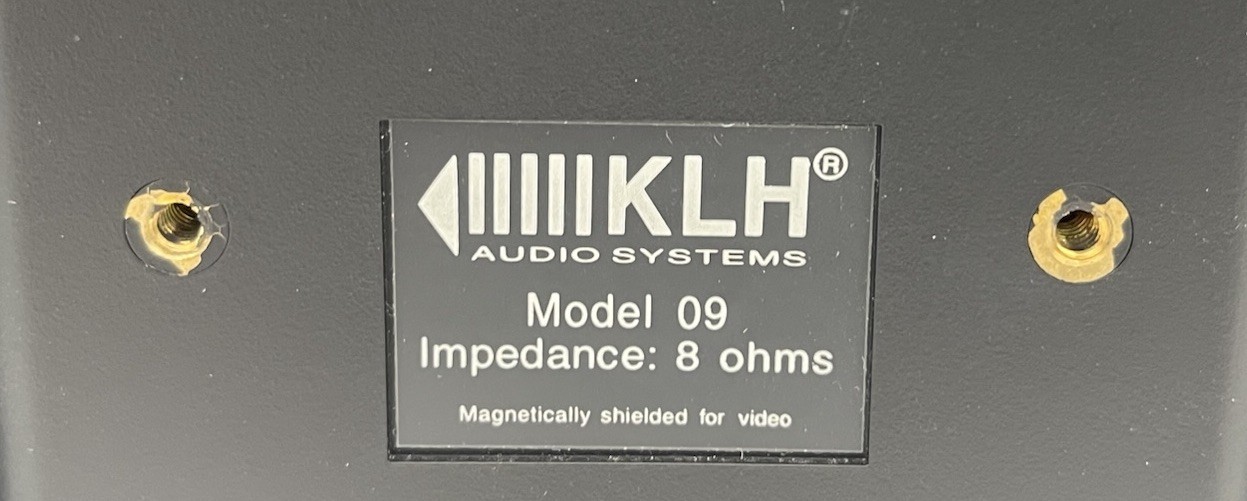 KLH®
AUDIO SYSTEMS
Model 09
Impedance: 8 ohms
Magnetically shielded for video